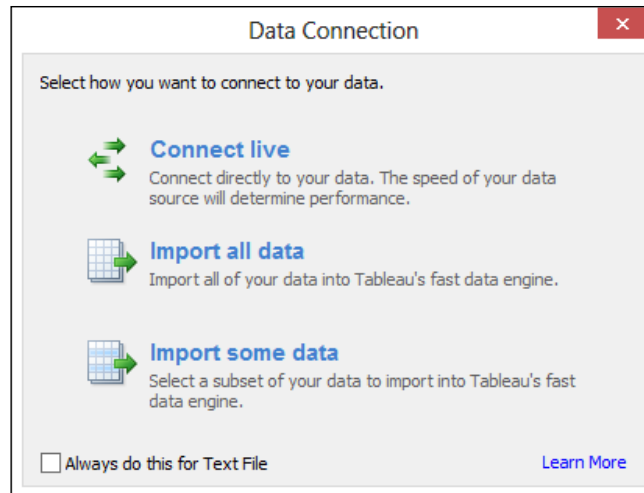 Data Connection
Select how you want to connect to your data.
Connect live
Connect directly to your data. The speed of your data
source will determine performance.
Import all data
Import all of your data into Tableau's fast data engine.
Import some data
Select a subset of your data to import into Tableau's fast
data engine.
Always do this for Text File
Learn More